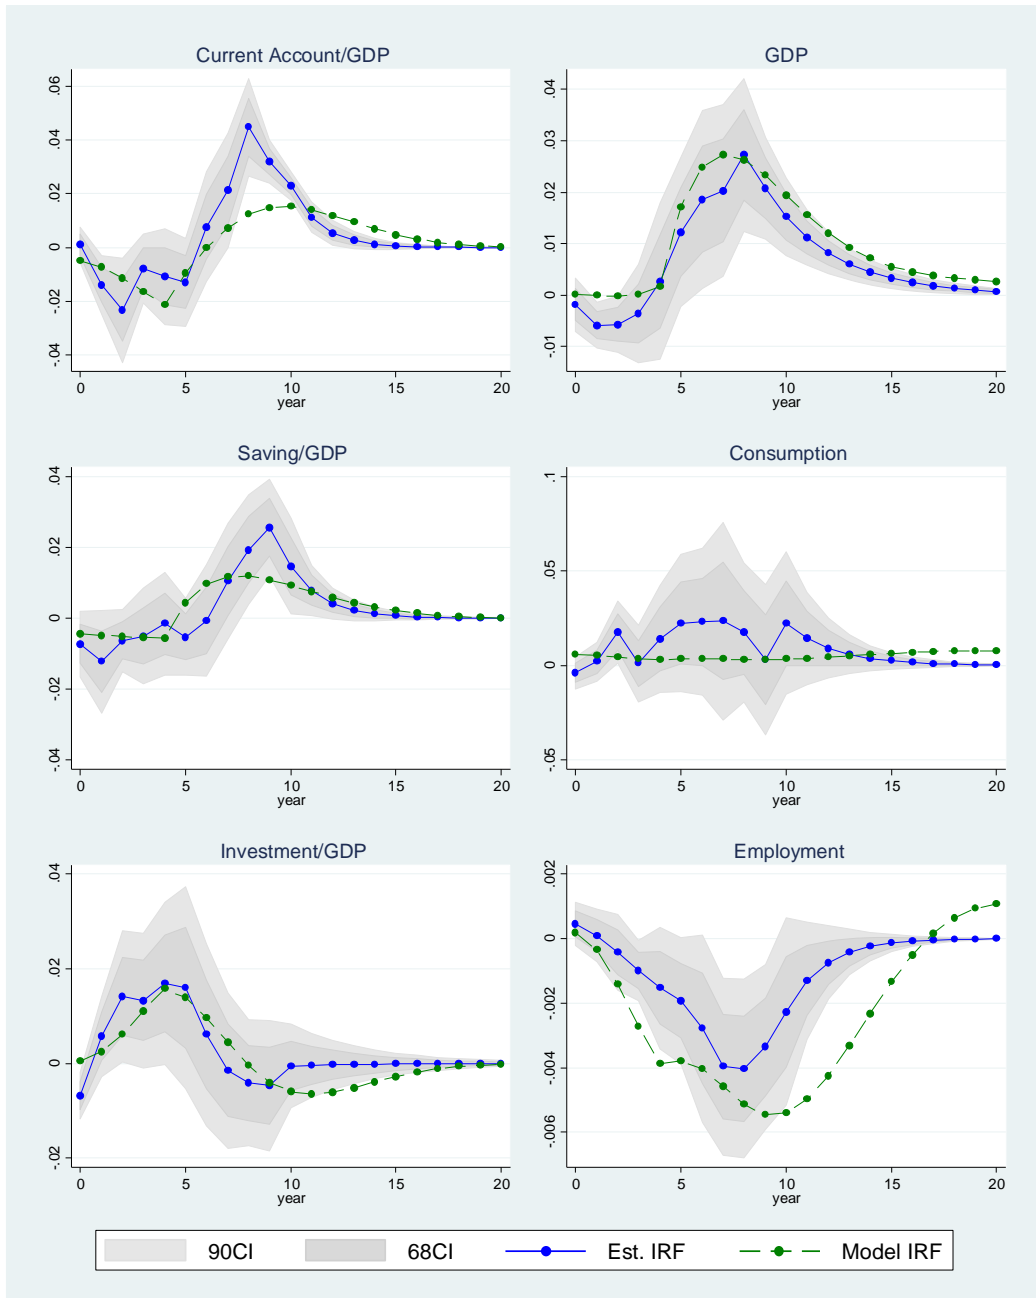 Current Account/GDP
.06
.04
.02
0
-.02
-.04
0 5 10 15 20
year
GDP
.04
.03
.02
.01
0
-.01
0 5 10 15 20
year
Saving/GDP
.04
.02
0
-.02
-.04
0 5 10 15 20
year
Consumption
.1
.05
0
-.05
0 5 10 15 20
year
Investment/GDP
.04
.02
0
-.02
0 5 10 15 20
year
Employment
.002
0
-.002
-.004
-.006
0 5 10 15 20
year
90CI 68CI Est. IRF Model IRF